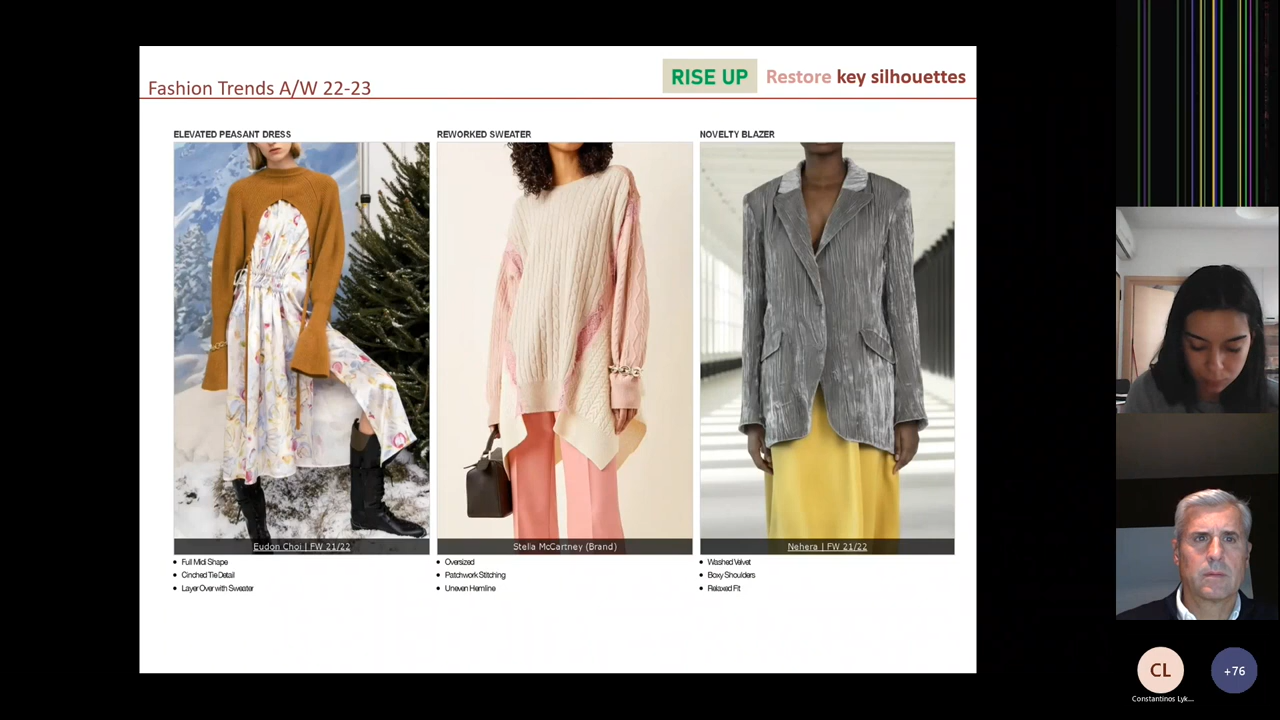 Fashion Trends A/W 22-23
RISE UP
Restore key silhouettes
ELEVATED PEASANT DRESS
Eudon Choi | FW 21/22
• Full Midi Shape
• Cinched Tie Detail
• Layer Over with Sweater
REWORKED SWEATER
Stella McCartney (Brand)
• Oversized
• Patchwork Stitching
• Uneven Hemline
NOVELTY BLAZER
Nehera | FW 21/22
• Washed Velvet
• Boxy Shoulders
• Relaxed Fit
CL
Constantinos Lyk...
+76